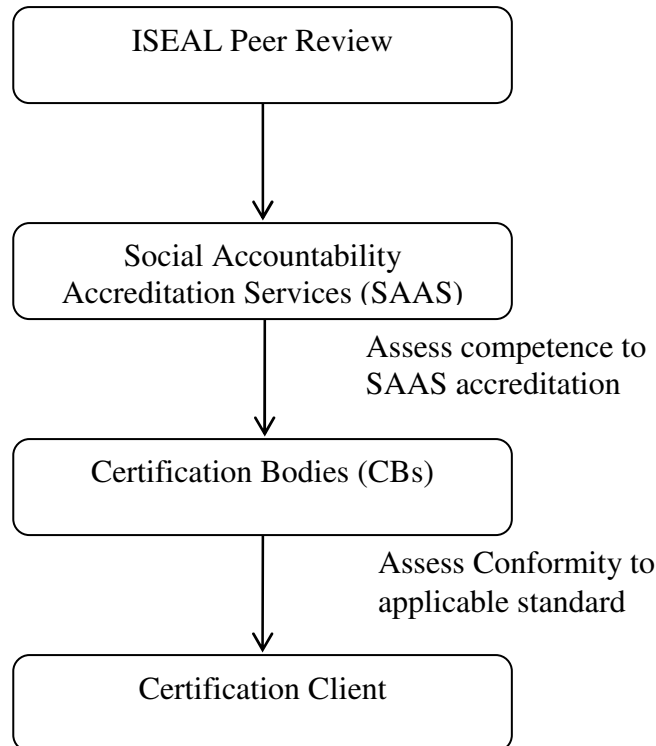 ISEAL Peer Review
Social Accountability
Accreditation Services (SAAS)
Assess competence to
SAAS accreditation
Certification Bodies (CBs)
Assess Conformity to
applicable standard
Certification Client